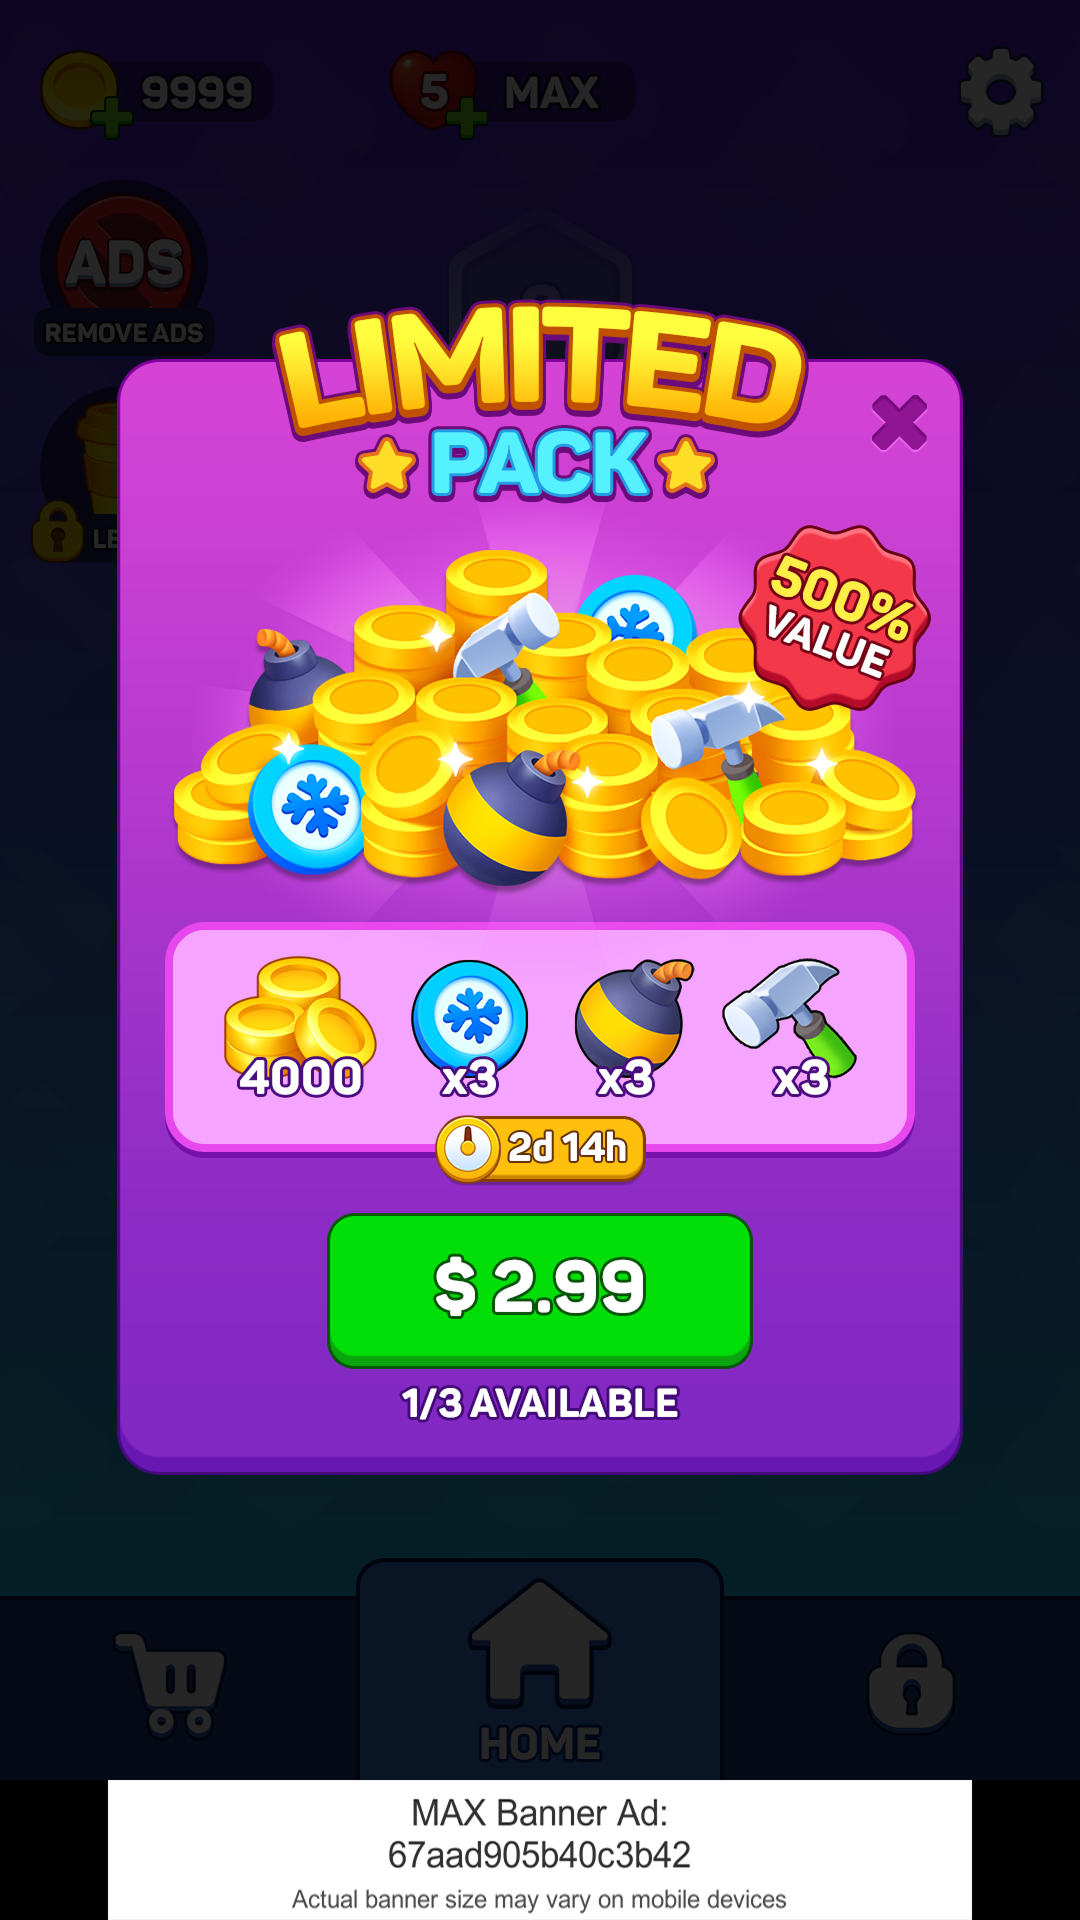 9999
5
MAX
ADS
REMOVE ADS
LIMITED
PACK
500%
VALUE
4000
x3
x3
x3
2d 14h
$ 2.99
1/3 AVAILABLE
HOME
MAX Banner Ad:
67aad905b40c3b42
Actual banner size may vary on mobile devices